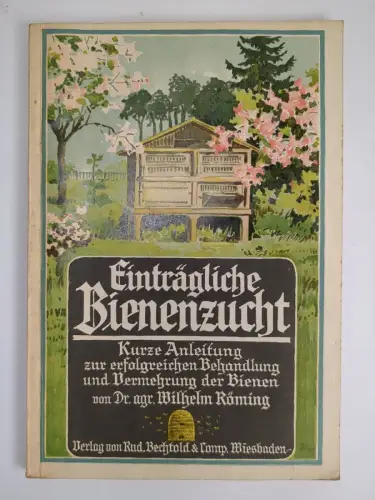 Einträgliche
Bienenzucht
Kurze Anleitung
zur erfolgreichen Behandlung
und Vermehrung der Bienen
von Dr. agr. Wilhelm Röming
Verlag von Rud. Bechtold & Comp. Wiesbaden